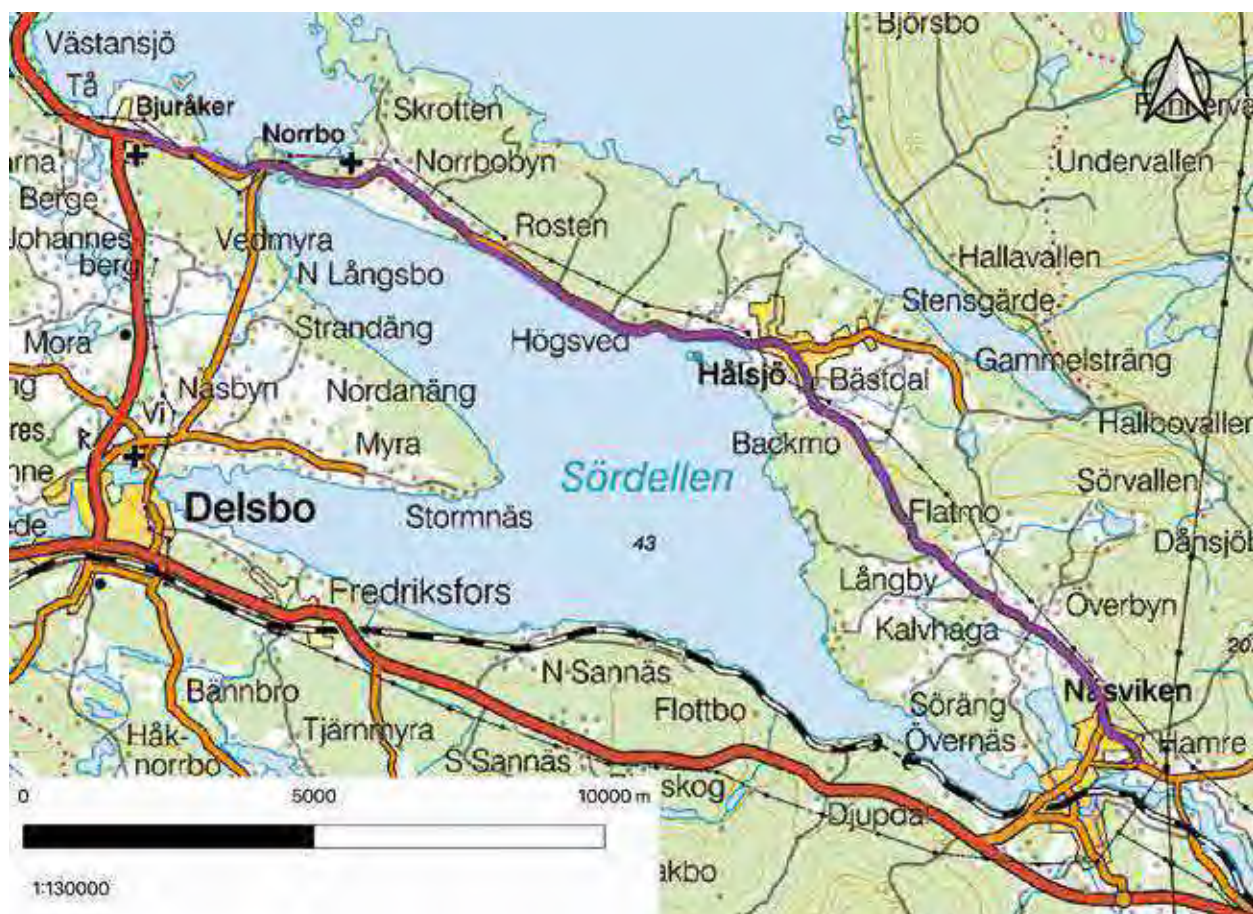 Västansjö
Björsbo
Tå
Bjuråker
Skrotten
Norrbo
Norrbobyn
Undervallen
Berge
Johannes
berg
Vedmyra
Rosten
Hallavallen
N Långsbo
Stensgärde
Strandäng
Högsved
Mora
Gammelsträng
Näsbyn
Nordanäng
Hålsjö
Bästdal
Vi
Myra
Backmo
Hallbovallen
Sördellen
Sörvallen
Delsbo
Stormnäs
Flatmo
43
Långby
Överbyn
Fredriksfors
Kalvhaga
N Sannäs
Näsviken
Bännbro
Flottbo
Söräng
Tjärnmyra
Övernäs
Hamre
Håk-
norrbo
S Sannäs
0 5000 10000 m
skog
Djupdal
akbo
1:130000